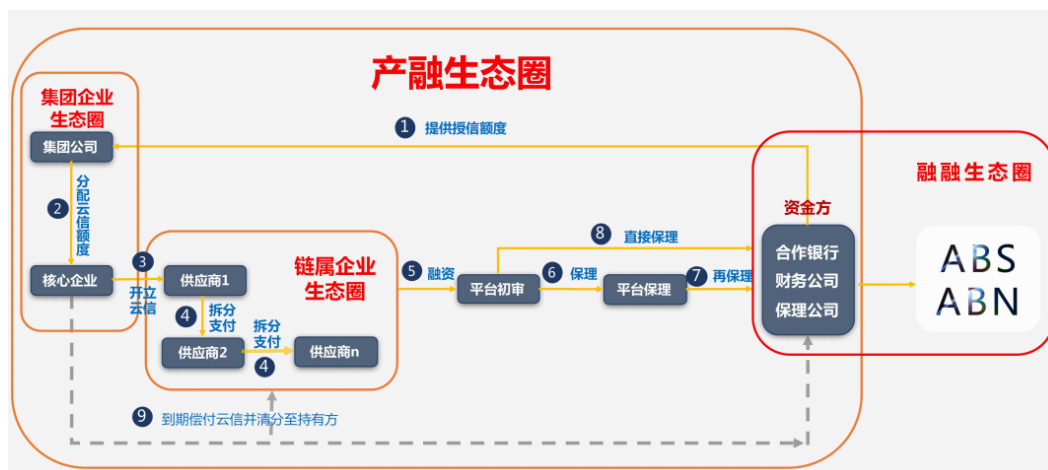 产融生态圈
集团企业
生态圈
集团公司
1 提供授信额度
融融生态圈
资金方
2
分配云信额度
核心企业
3
开立
云信
链属企业
生态圈
供应商1
4
拆分
支付
供应商2
拆分
支付
4
供应商n
5 融资
平台初审
8 直接保理
6 保理
平台保理
7 再保理
合作银行
财务公司
保理公司
ABS
ABN
9 到期偿付云信并清分至持有方